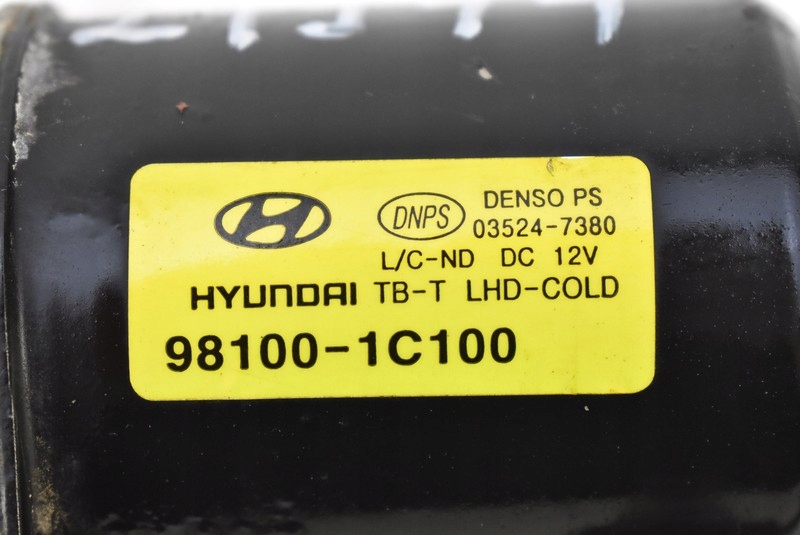 DNPS
DENSO PS
03524-7380
L/C-ND DC 12V
HYUNDAI TB-T LHD-COLD
98100-1C100